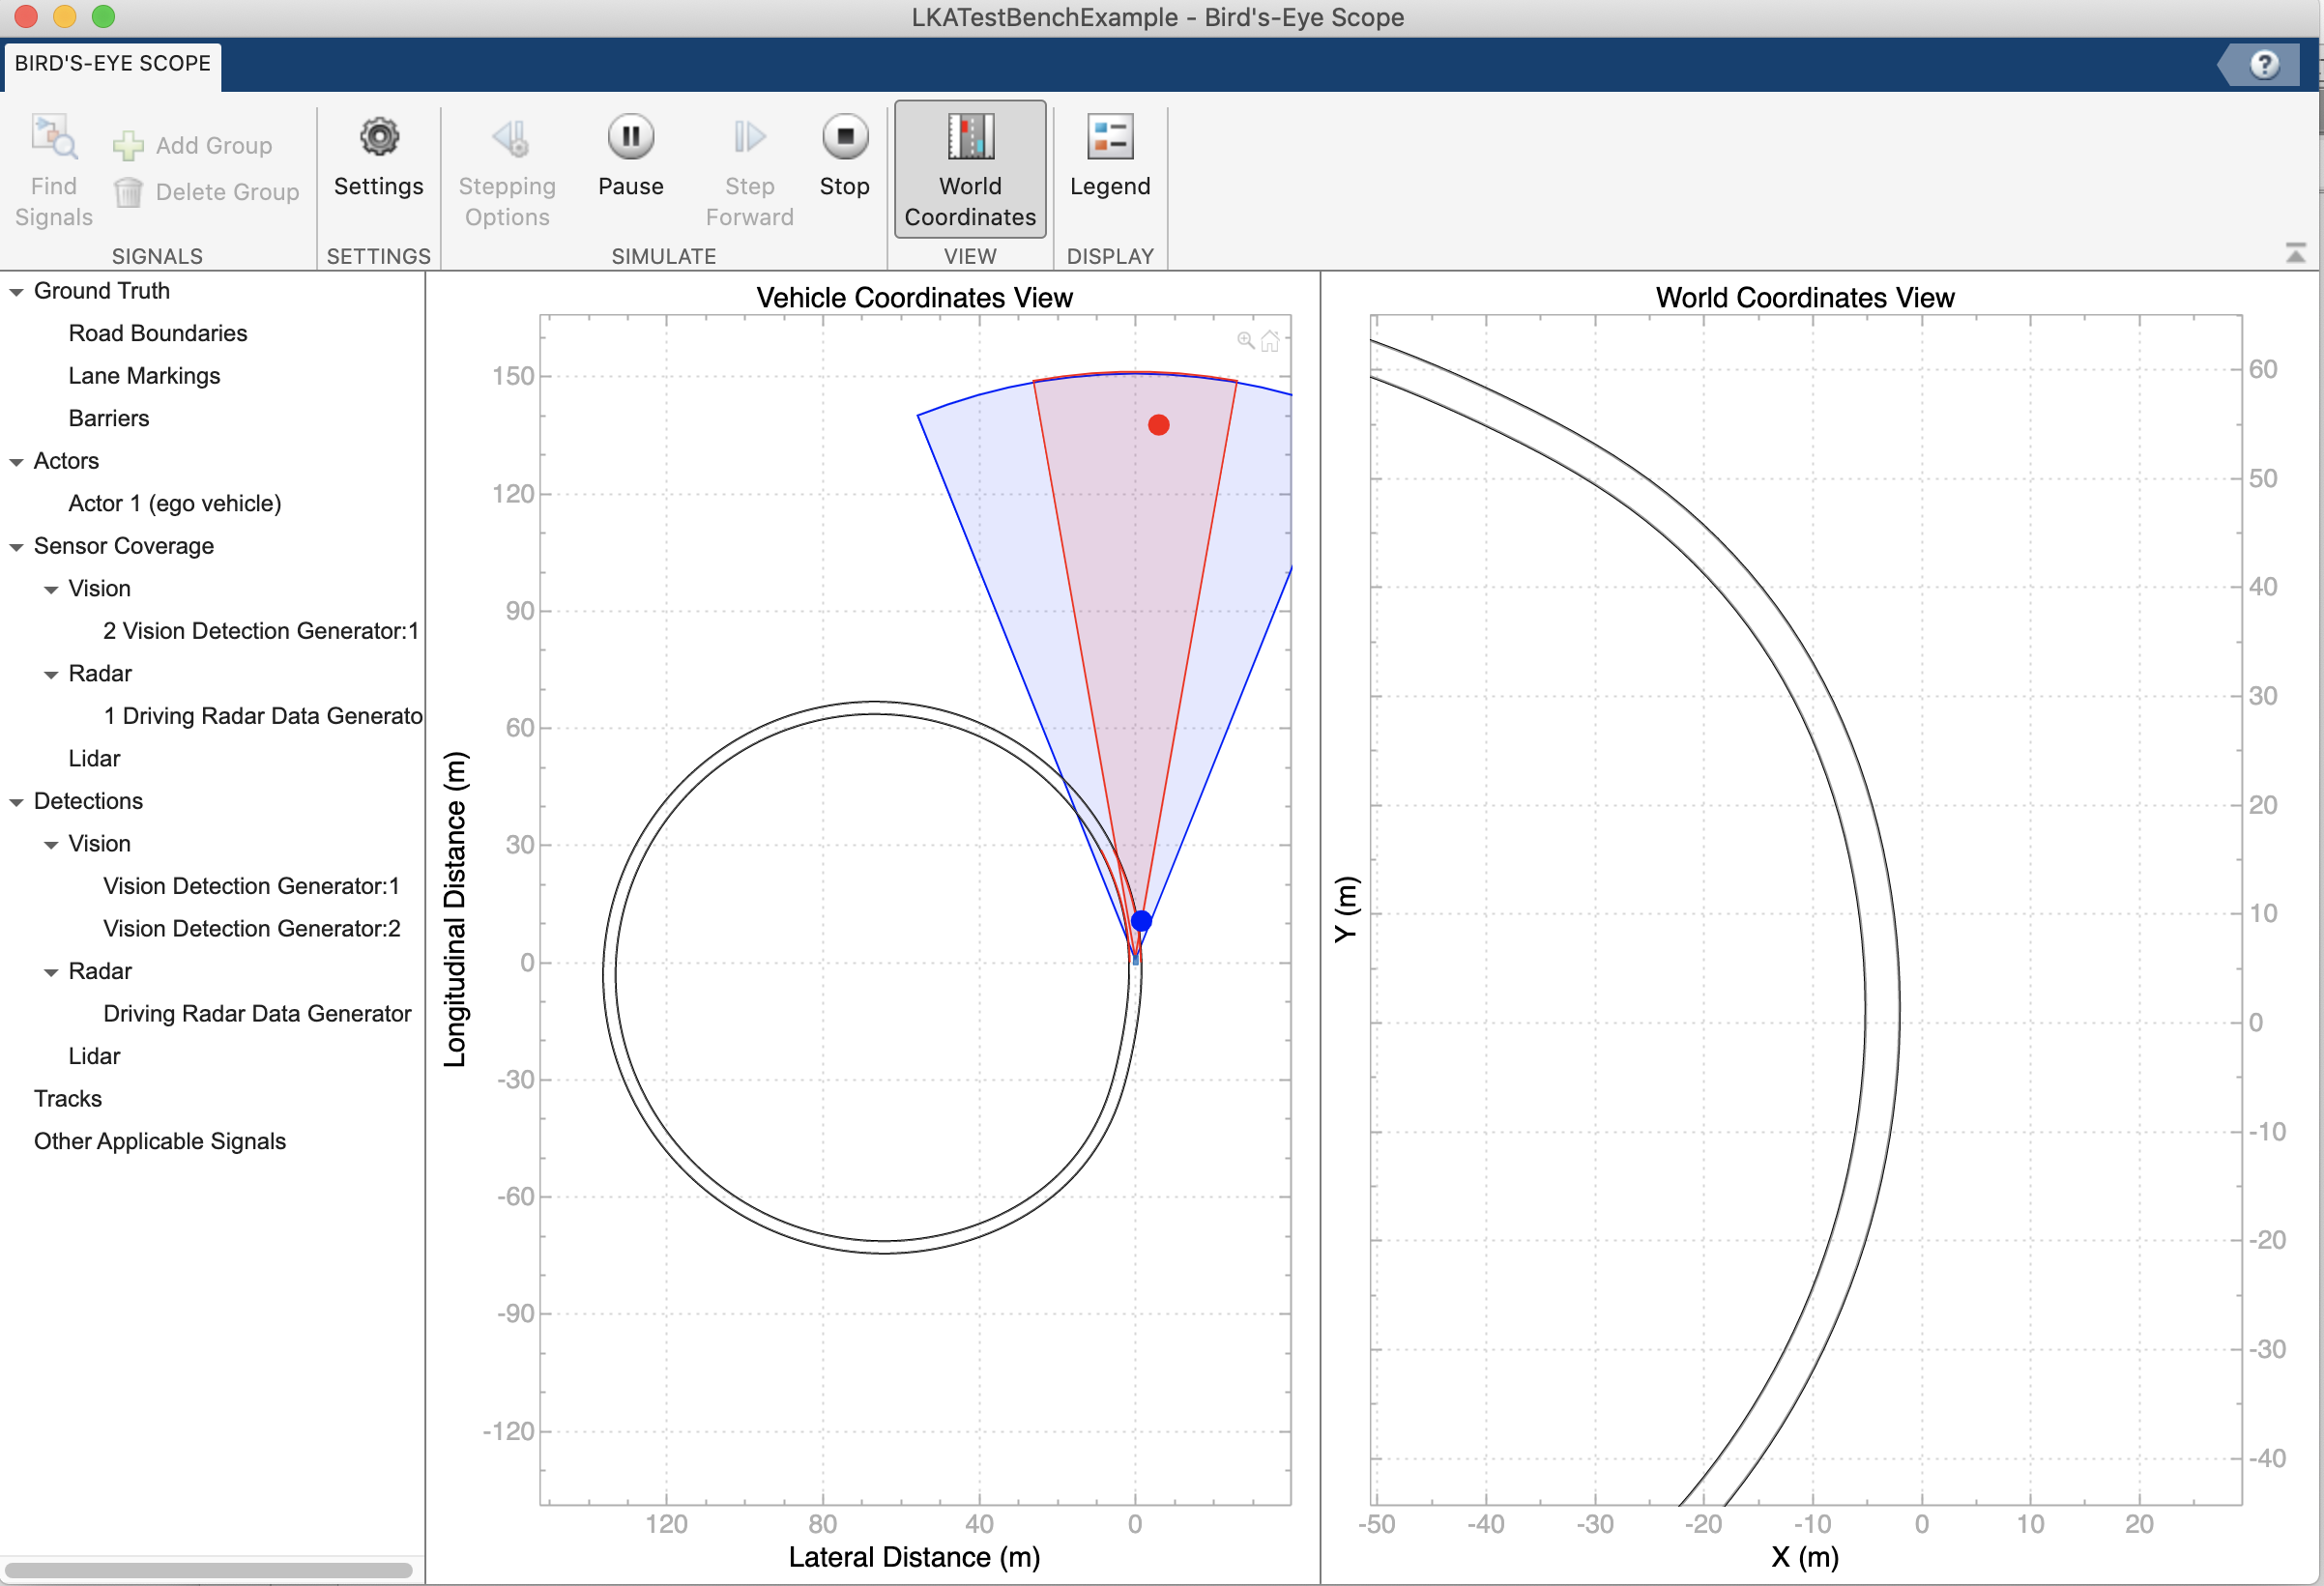 LKATestBenchExample - Bird's-Eye Scope
BIRD'S-EYE SCOPE
?
Find
Signals
Add Group
Delete Group
Settings
Stepping
Options
Pause
Step
Forward
Stop
World
Coordinates
Legend
SIGNALS
SETTINGS
SIMULATE
VIEW
DISPLAY
Ground Truth
Road Boundaries
Lane Markings
Barriers
Actors
Actor 1 (ego vehicle)
Sensor Coverage
Vision
2 Vision Detection Generator:1
Radar
1 Driving Radar Data Generato
Lidar
Detections
Vision
Vision Detection Generator:1
Vision Detection Generator:2
Radar
Driving Radar Data Generator
Lidar
Tracks
Other Applicable Signals
Vehicle Coordinates View
Longitudinal Distance (m)
150
120
90
60
30
0
-30
-60
-90
-120
120
80
40
0
Lateral Distance (m)
World Coordinates View
Y (m)
60
50
40
30
20
10
0
-10
-20
-30
-40
-50
-40
-30
-20
-10
0
10
20
X (m)